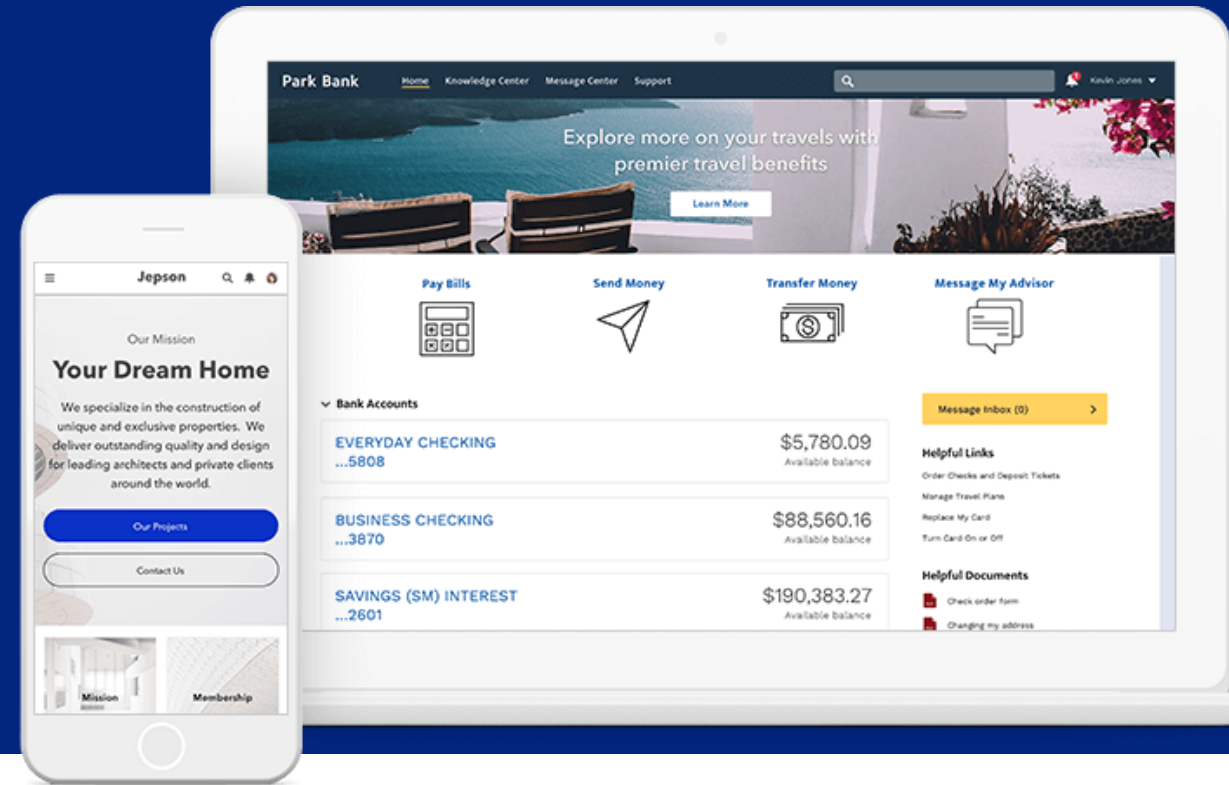 Park Bank
Home Knowledge Center Message Center Support
1
Kevin Jones
Explore more on your travels with
premier travel benefits
Learn More
Pay Bills
Send Money
Transfer Money
Message My Advisor
Bank Accounts
EVERYDAY CHECKING
...5808
$5,780.09
Available balance
BUSINESS CHECKING
...3870
$88,560.16
Available balance
SAVINGS (SM) INTEREST
...2601
$190,383.27
Available balance
Message Inbox (0)
Helpful Links
Order Checks and Deposit Tickets
Manage Travel Plans
Replace My Card
Turn Card On or Off
Helpful Documents
Check order form
Changing my address
Jepson
Our Mission
Your Dream Home
We specialize in the construction of
unique and exclusive properties. We
deliver outstanding quality and design
for leading architects and private clients
around the world.
Our Projects
Contact Us
Mission
Membership